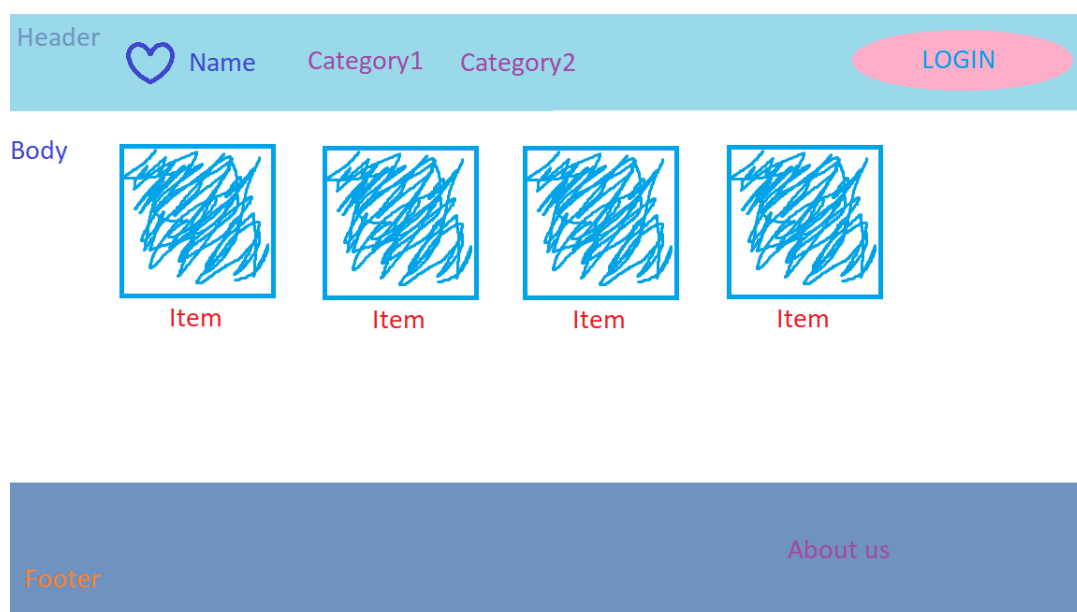 Header
Name Category1 Category2 LOGIN
Body
Item Item Item Item
About us
Footer